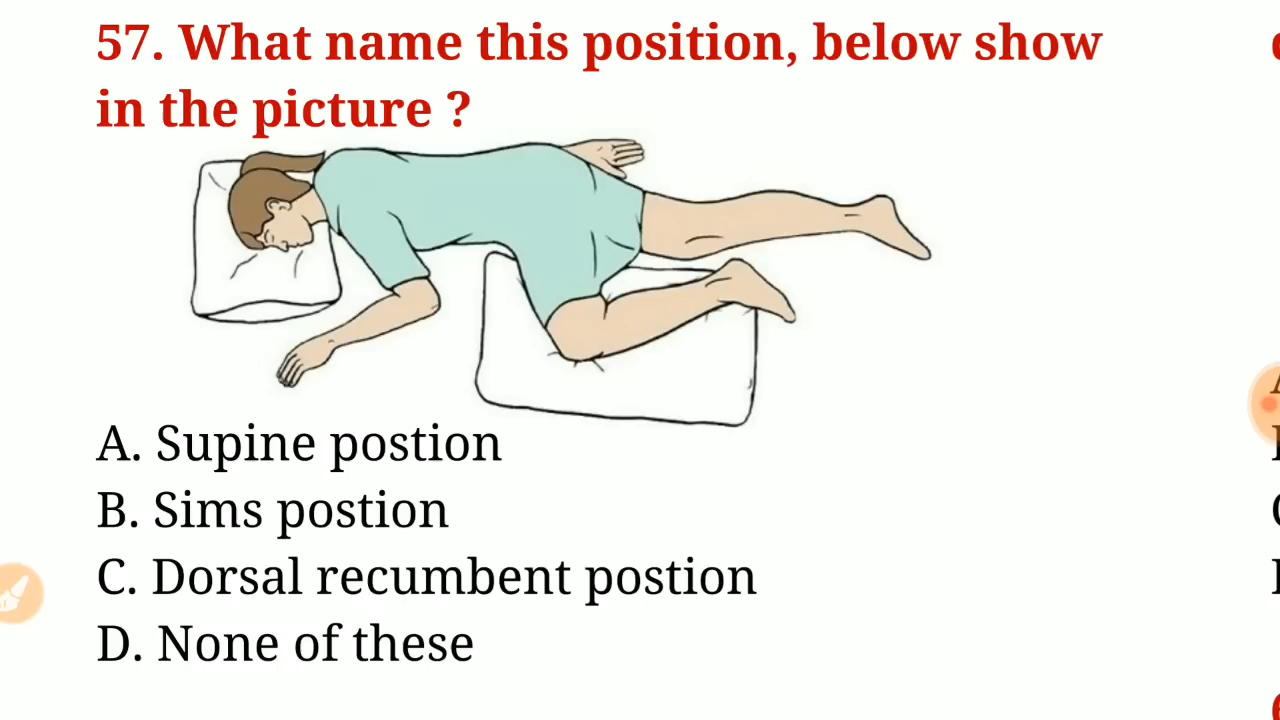 57. What name this position, below show
in the picture ?
A. Supine postion
B. Sims postion
C. Dorsal recumbent postion
D. None of these